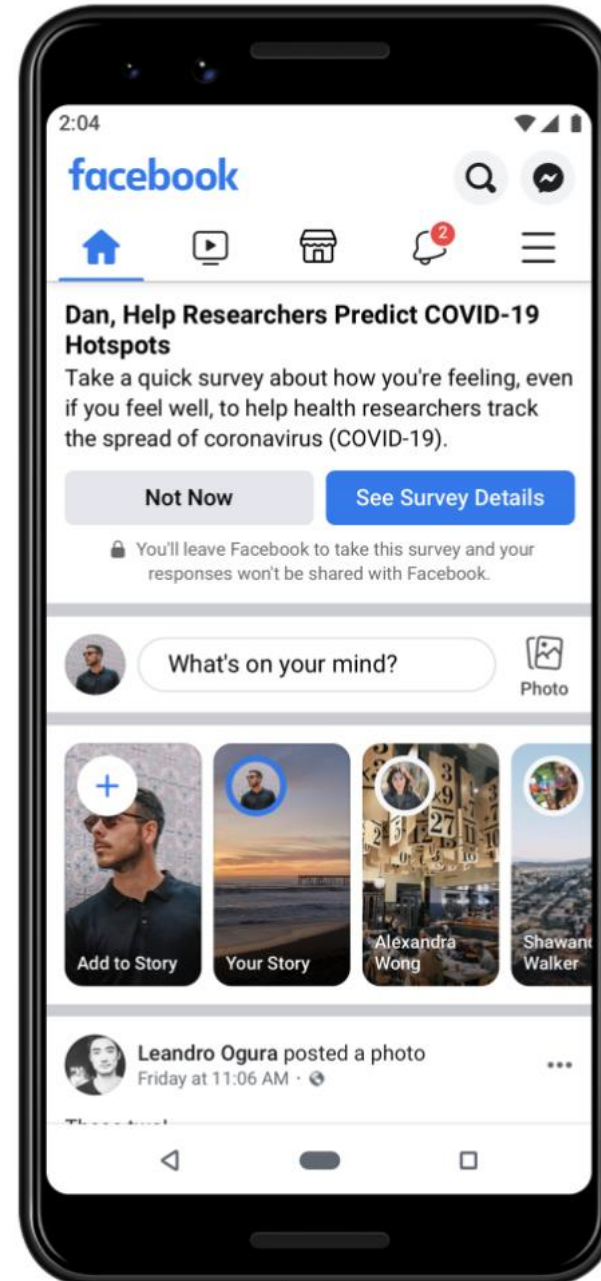 2:04
facebook
2
Dan, Help Researchers Predict COVID-19
Hotspots
Take a quick survey about how you're feeling, even
if you feel well, to help health researchers track
the spread of coronavirus (COVID-19).
Not Now
See Survey Details
You'll leave Facebook to take this survey and your
responses won't be shared with Facebook.
What's on your mind?
Photo
Add to Story
Your Story
Alexandra
Wong
Walker
Leandro Ogura posted a photo
Friday at 11:06 AM ·